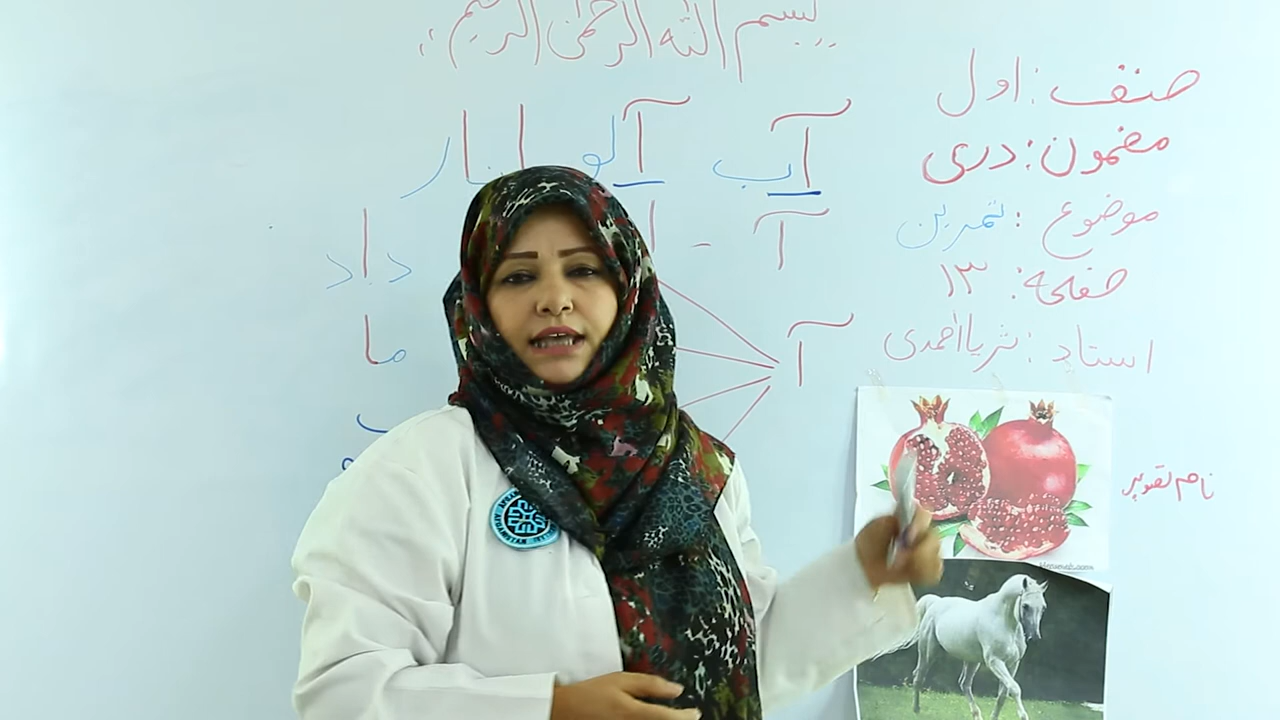 بسم الله الرحمن الرحیم
صنف: اول
مضمون: دری
موضوع: تمرین
صفحه: ۱۳
استاد: ثریا احمدی
آب آلو انار
آ - ا
داد
آ
ما
نام تصویر